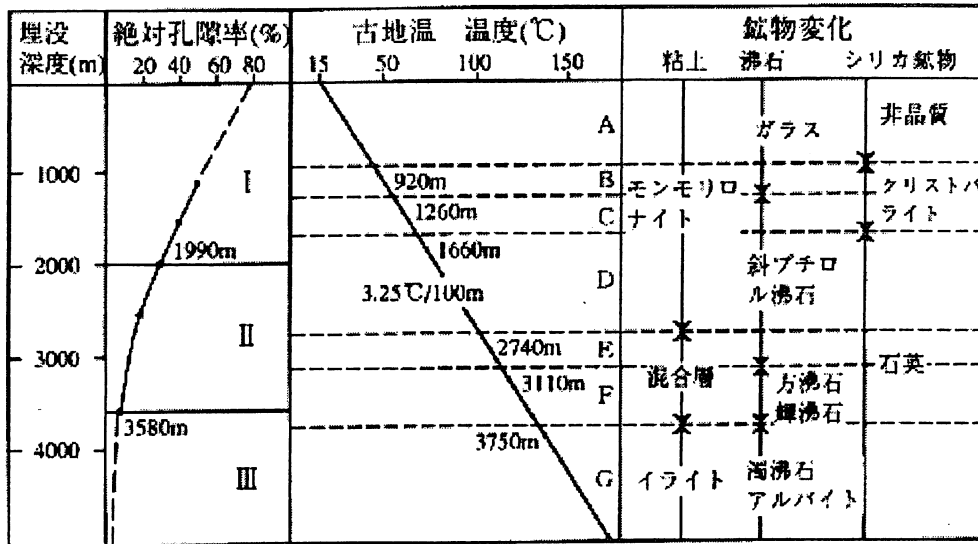 埋没
深度(m)
絶対孔隙率(%)
20 40 60 80
古地温 温度(℃)
15 50 100 150
鉱物変化
粘土 沸石 シリカ鉱物
A
ガラス
非品質
1000
I
920m
B
モンモリロ
ナイト
クリストバ
ライト
1260m
C
1990m
1660m
2000
3.25℃/100m
D
斜プチロ
ル沸石
II
2740m
E
3000
3110m
混合層
石英
F
方沸石
輝沸石
3580m
3750m
4000
III
G
イライト
濁沸石
アルバイト